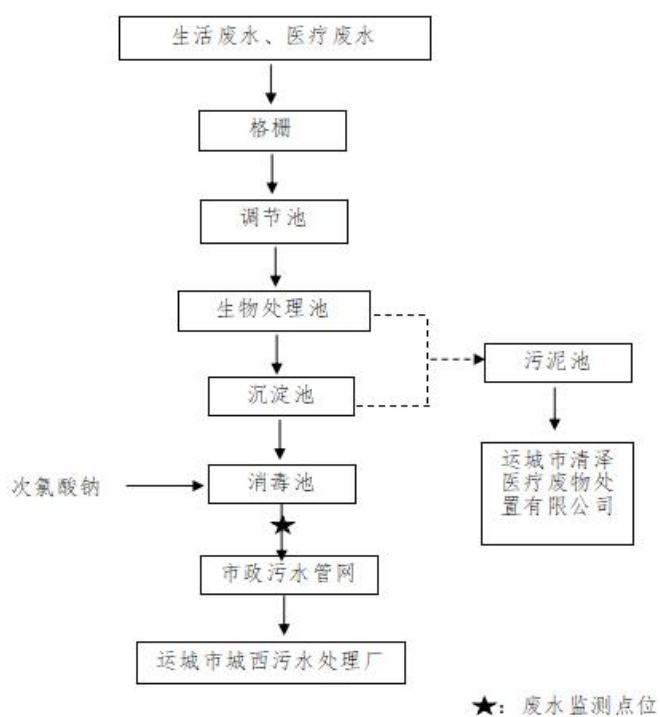 生活废水、医疗废水
格栅
调节池
生物处理池
污泥池
沉淀池
运城市清泽
医疗废物处
置有限公司
次氯酸钠
消毒池
市政污水管网
运城市城西污水处理厂
★：废水监测点位